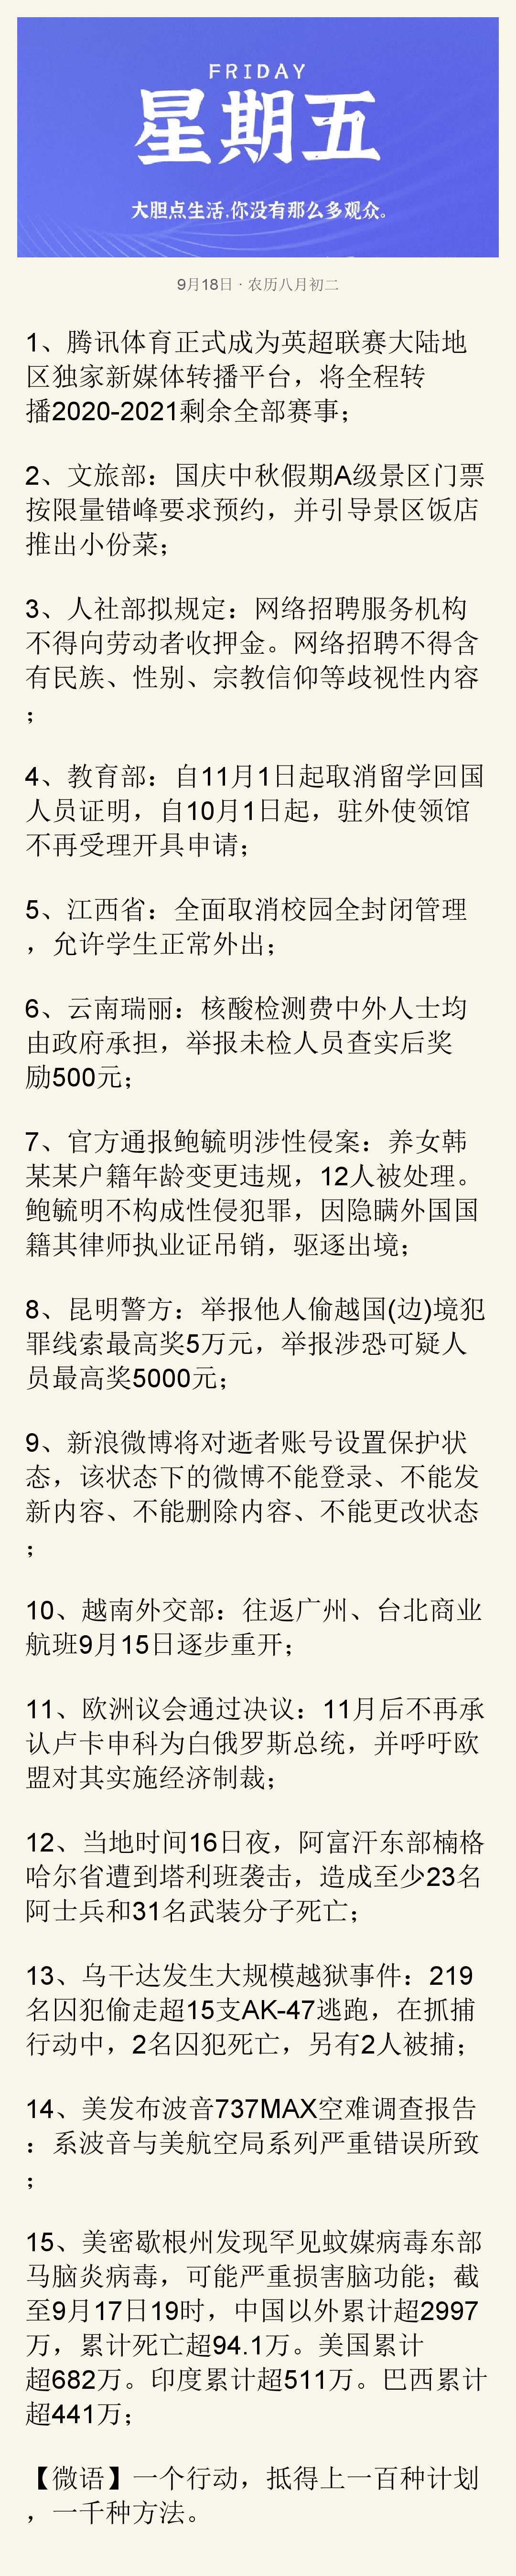 FRIDAY
星期五
大胆点生活,你没有那么多观众。
9月18日 · 农历八月初二
1、腾讯体育正式成为英超联赛大陆地
区独家新媒体转播平台，将全程转
播2020-2021剩余全部赛事；
2、文旅部：国庆中秋假期A级景区门票
按限量错峰要求预约，并引导景区饭店
推出小份菜；
3、人社部拟规定：网络招聘服务机构
不得向劳动者收押金。网络招聘不得含
有民族、性别、宗教信仰等歧视性内容
；
4、教育部：自11月1日起取消留学回国
人员证明，自10月1日起，驻外使领馆
不再受理开具申请；
5、江西省：全面取消校园全封闭管理
，允许学生正常外出；
6、云南瑞丽：核酸检测费中外人士均
由政府承担，举报未检人员查实后奖
励500元；
7、官方通报鲍毓明涉性侵案：养女韩
某某户籍年龄变更违规，12人被处理。
鲍毓明不构成性侵犯罪，因隐瞒外国国
籍其律师执业证吊销，驱逐出境；
8、昆明警方：举报他人偷越国(边)境犯
罪线索最高奖5万元，举报涉恐可疑人
员最高奖5000元；
9、新浪微博将对逝者账号设置保护状
态，该状态下的微博不能登录、不能发
新内容、不能删除内容、不能更改状态
；
10、越南外交部：往返广州、台北商业
航班9月15日逐步重开；
11、欧洲议会通过决议：11月后不再承
认卢卡申科为白俄罗斯总统，并呼吁欧
盟对其实施经济制裁；
12、当地时间16日夜，阿富汗东部楠格
哈尔省遭到塔利班袭击，造成至少23名
阿士兵和31名武装分子死亡；
13、乌干达发生大规模越狱事件：219
名囚犯偷走超15支AK-47逃跑，在抓捕
行动中，2名囚犯死亡，另有2人被捕；
14、美发布波音737MAX空难调查报告
：系波音与美航空局系列严重错误所致
；
15、美密歇根州发现罕见蚊媒病毒东部
马脑炎病毒，可能严重损害脑功能；截
至9月17日19时，中国以外累计超2997
万，累计死亡超94.1万。美国累计
超682万。印度累计超511万。巴西累计
超441万；
【微语】一个行动，抵得上一百种计划
，一千种方法。